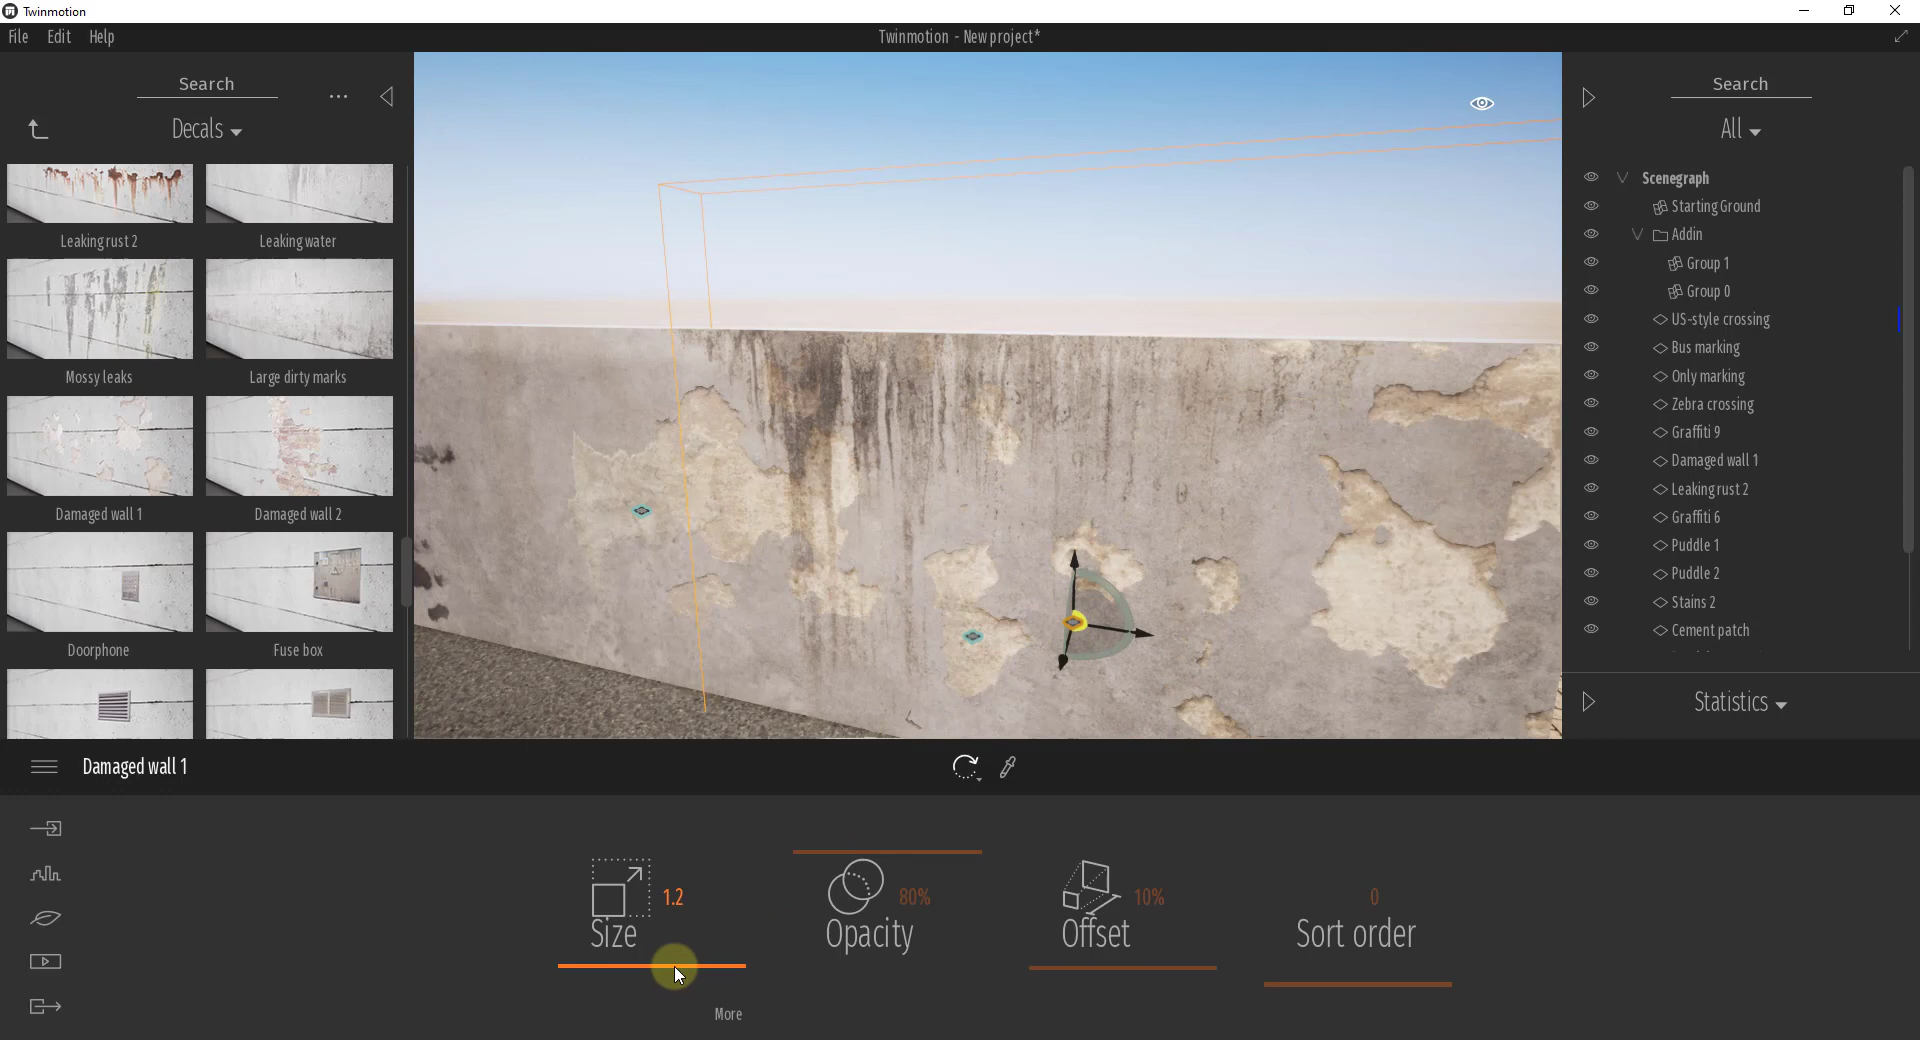 Twinmotion
File Edit Help
Twinmotion - New project*
Search
...
Decals
Leaking rust 2
Leaking water
Mossy leaks
Large dirty marks
Damaged wall 1
Damaged wall 2
Doorphone
Fuse box
Search
All
Scenegraph
Starting Ground
Addin
Group 1
Group 0
US-style crossing
Bus marking
Only marking
Zebra crossing
Graffiti 9
Damaged wall 1
Leaking rust 2
Graffiti 6
Puddle 1
Puddle 2
Stains 2
Cement patch
Statistics
Damaged wall 1
1.2
Size
80%
Opacity
10%
Offset
0
Sort order
More